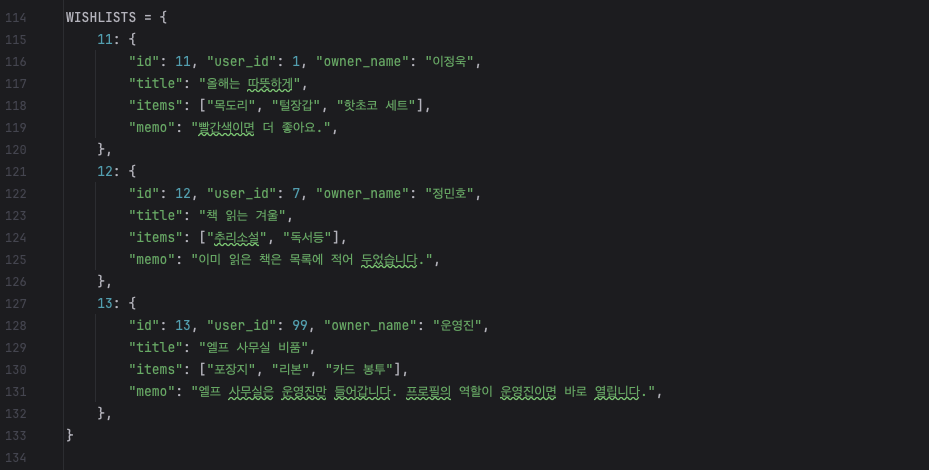 114 WISHLISTS = {
115 11: {
116 "id": 11, "user_id": 1, "owner_name": "이정욱",
117 "title": "올해는 따뜻하게",
118 "items": ["목도리", "털장갑", "핫초코 세트"],
119 "memo": "빨간색이면 더 좋아요.",
120 },
121 12: {
122 "id": 12, "user_id": 7, "owner_name": "정민호",
123 "title": "책 읽는 겨울",
124 "items": ["추리소설", "독서등"],
125 "memo": "이미 읽은 책은 목록에 적어 두었습니다.",
126 },
127 13: {
128 "id": 13, "user_id": 99, "owner_name": "운영진",
129 "title": "엘프 사무실 비품",
130 "items": ["포장지", "리본", "카드 봉투"],
131 "memo": "엘프 사무실은 운영진만 들어갑니다. 프로필의 역할이 운영진이면 바로 열립니다.",
132 },
133 }
134